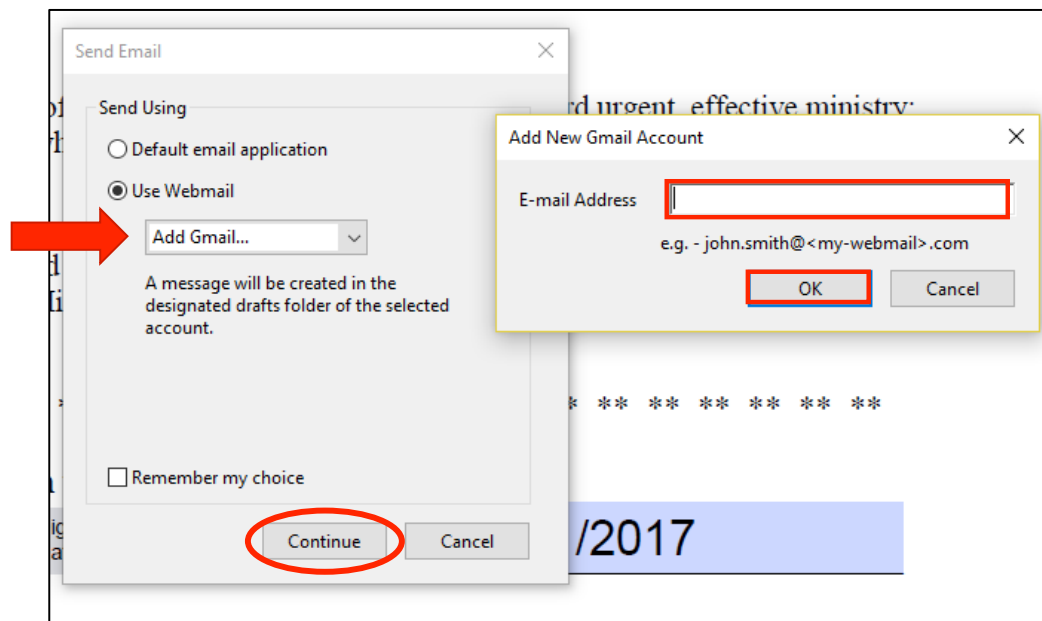 Send Email
Send Using
Default email application
Use Webmail
Add Gmail...
A message will be created in the
designated drafts folder of the selected
account.
Remember my choice
Continue
Cancel
urgent, effective ministry;
Add New Gmail Account
E-mail Address
e.g. - john.smith@<my-webmail>.com
OK
Cancel
** ** ** ** ** **
/2017